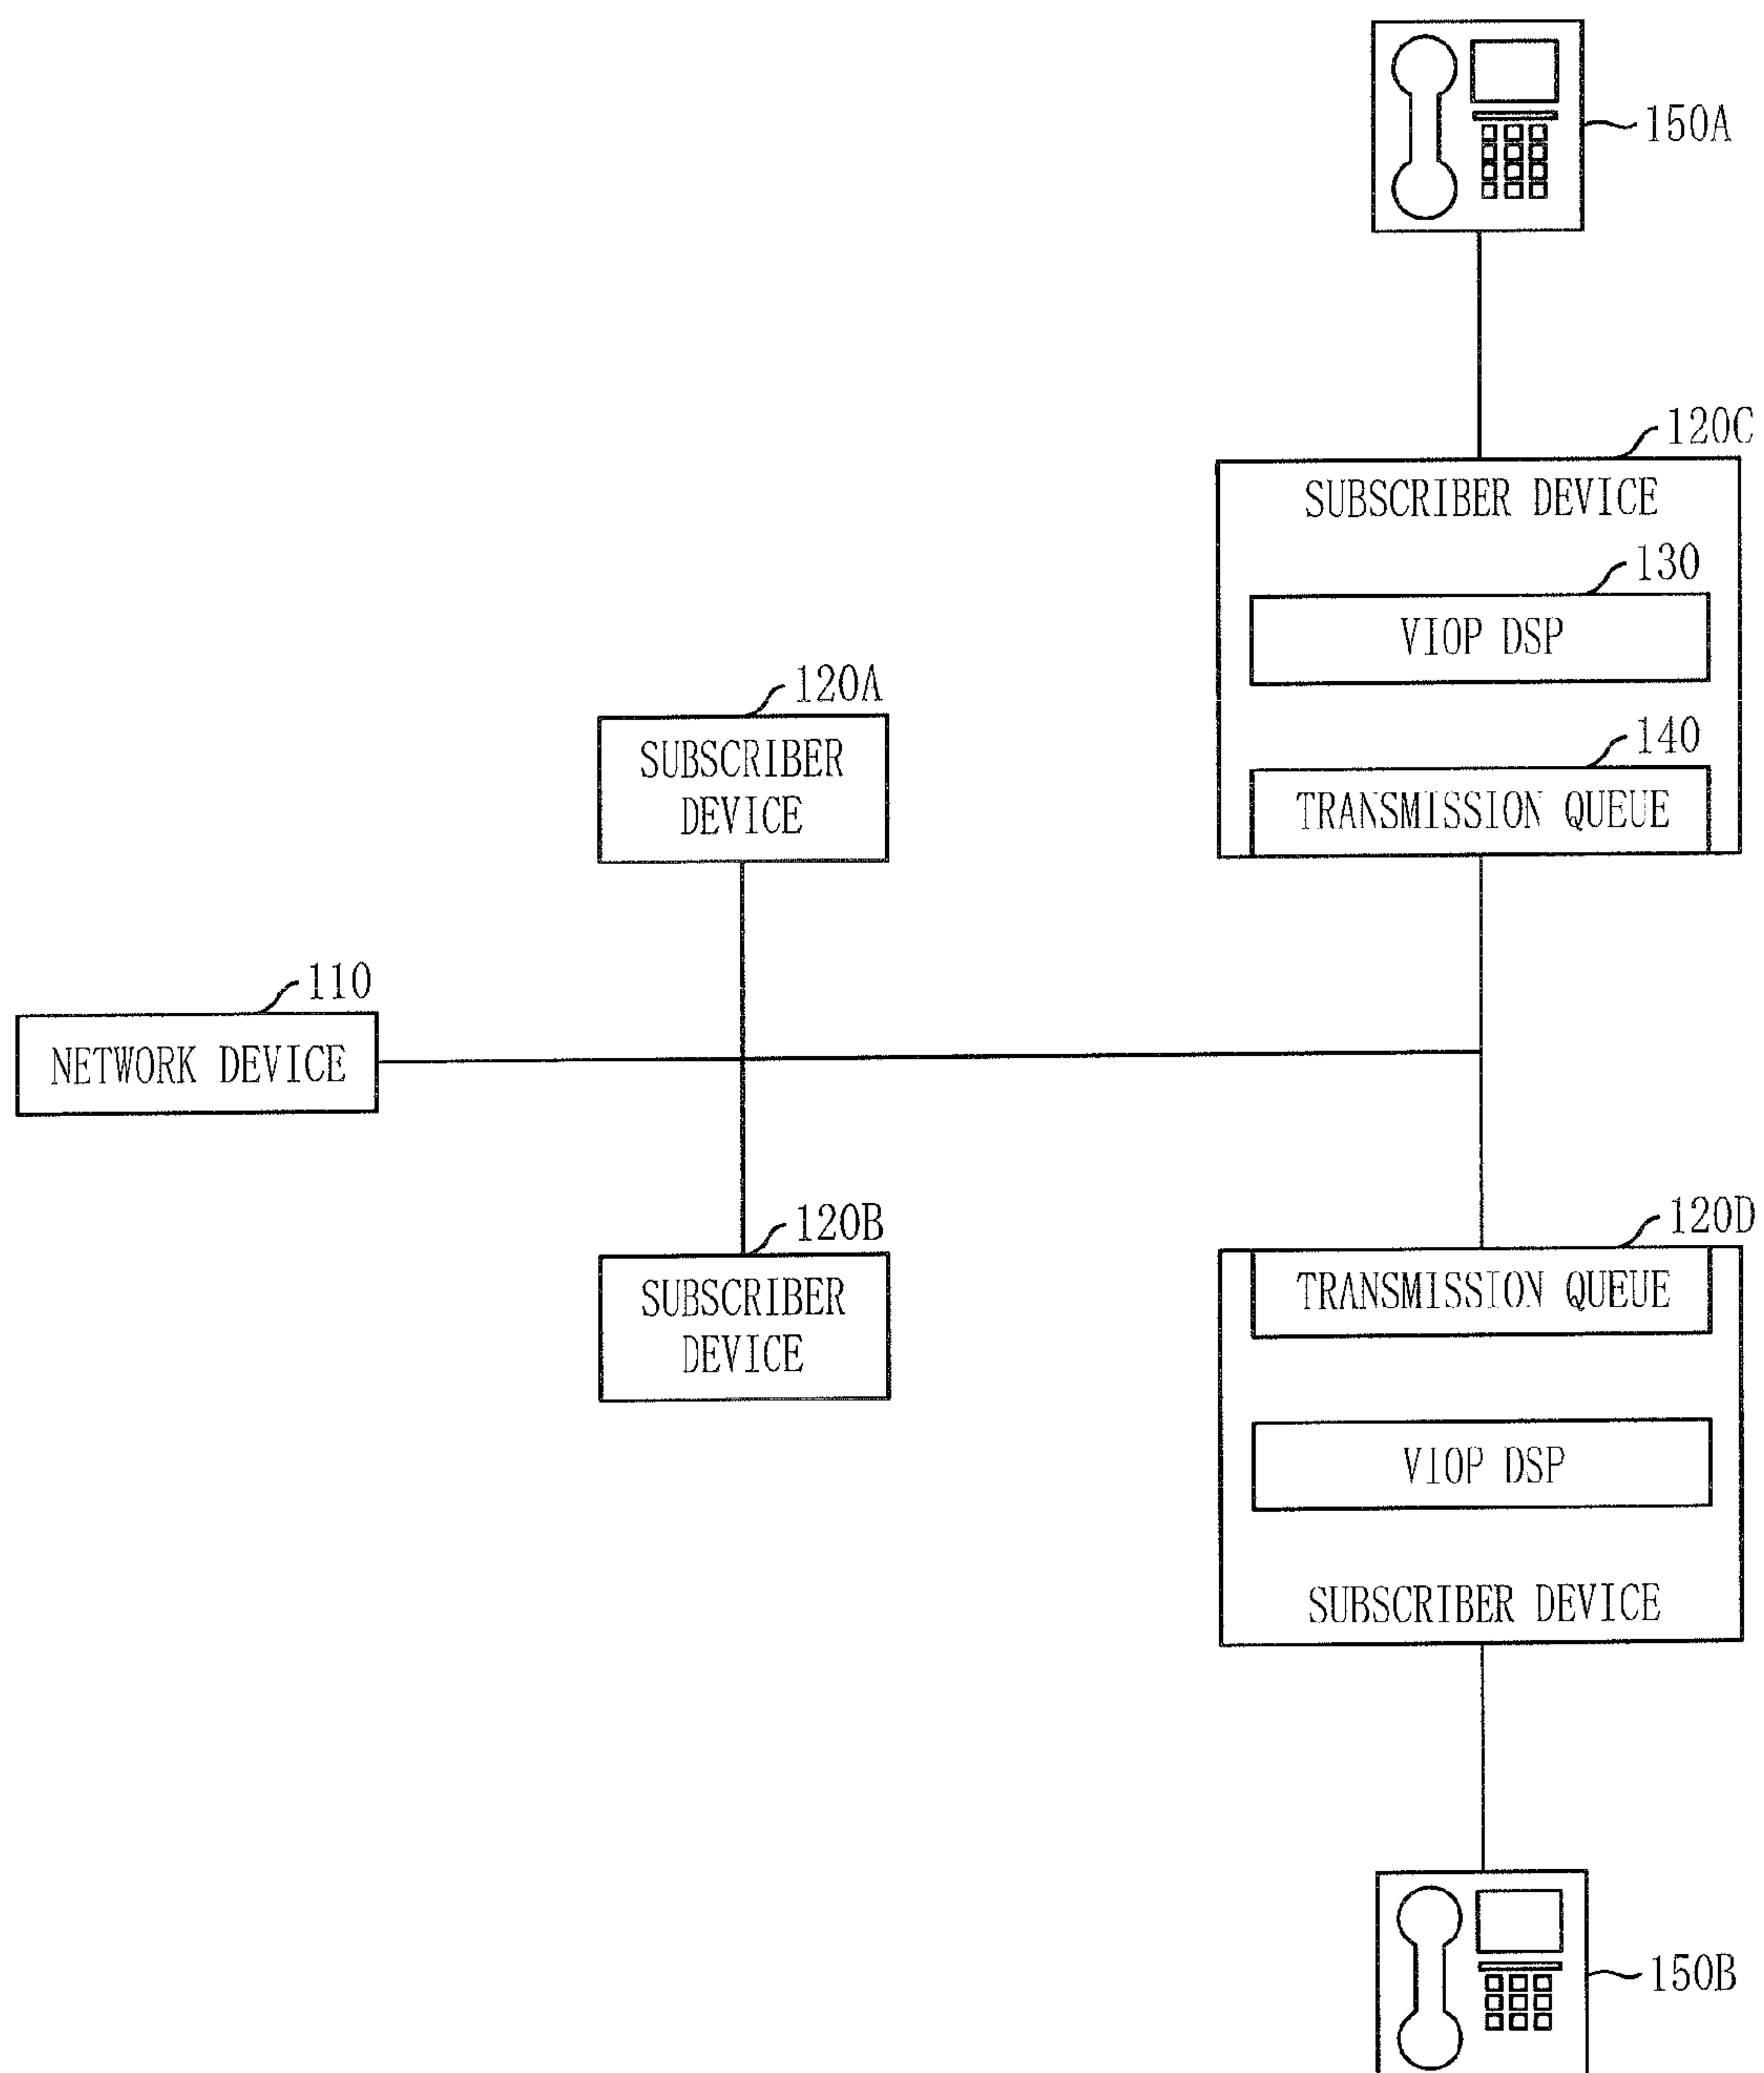 150A
120C
SUBSCRIBER DEVICE
130
VIOP DSP
120A
SUBSCRIBER
DEVICE
140
TRANSMISSION QUEUE
110
NETWORK DEVICE
120B
SUBSCRIBER
DEVICE
120D
TRANSMISSION QUEUE
VIOP DSP
SUBSCRIBER DEVICE
150B